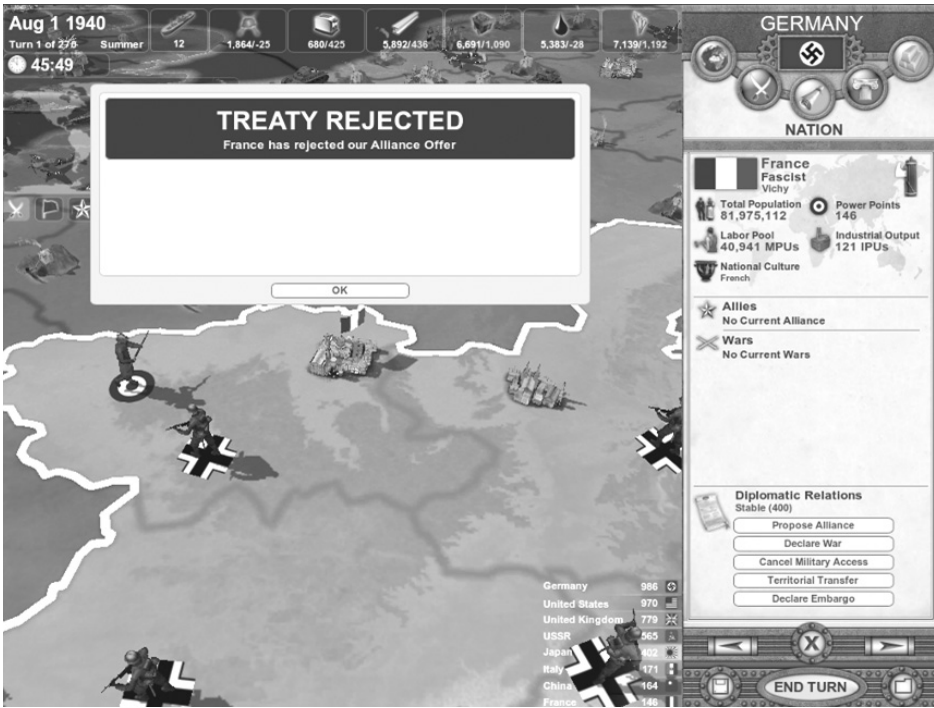 Aug 1 1940
Turn 1 of 276 Summer
12
1,864/-25
680/425
5,892/436
6,691/1,090
5,383/-28
7,139/1,192
45:49
TREATY REJECTED
France has rejected our Alliance Offer
OK
GERMANY
NATION
France
Fascist
Vichy
Total Population
81,975,112
Power Points
146
Labor Pool
40,941 MPUs
Industrial Output
121 IPUs
National Culture
French
Allies
No Current Alliance
Wars
No Current Wars
Diplomatic Relations
Stable (400)
Propose Alliance
Declare War
Cancel Military Access
Territorial Transfer
Declare Embargo
Germany 986
United States 970
United Kingdom 779
USSR 565
Japan 402
Italy 171
China 164
France 146
X
END TURN